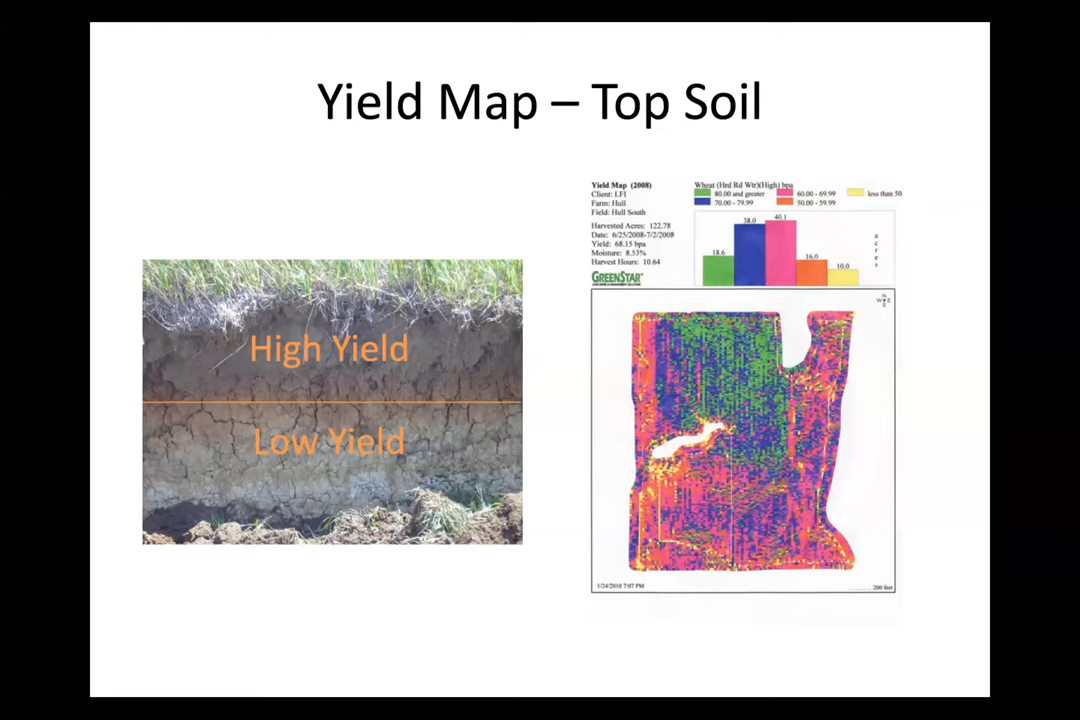 Yield Map – Top Soil
High Yield
Low Yield
Yield Map (2008)
Client: LFI
Farm: Hull
Field: Hull South
Harvested Acres: 122.78
Date: 6/25/2008-7/2/2008
Yield: 68.15 bpa
Moisture: 8.53%
Harvest Hours: 10.64
GREENSTAR
Wheat (Hrd Rd Wtr)(High) bpa
80.00 and greater
60.00 - 69.99
less than 50
70.00 - 79.99
50.00 - 59.99
18.6
38.0
40.1
16.0
10.0
acres
N
W E
S
1/24/2010 7:07 PM
200 feet